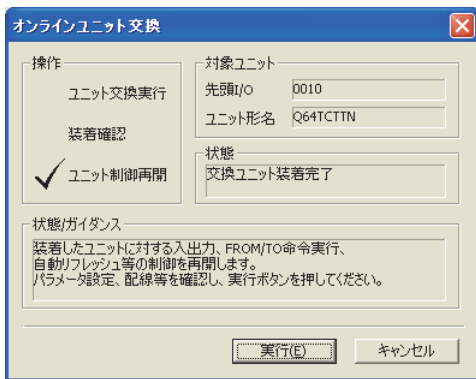 オンラインユニット交換
操作
ユニット交換実行
装着確認
ユニット制御再開
対象ユニット
先頭I/O 0010
ユニット形名 Q64TCTTN
状態
交換ユニット装着完了
状態/ガイダンス
装着したユニットに対する入出力、FROM/TO命令実行、
自動リフレッシュ等の制御を再開します。
パラメータ設定、配線等を確認し、実行ボタンを押してください。
実行(E) キャンセル